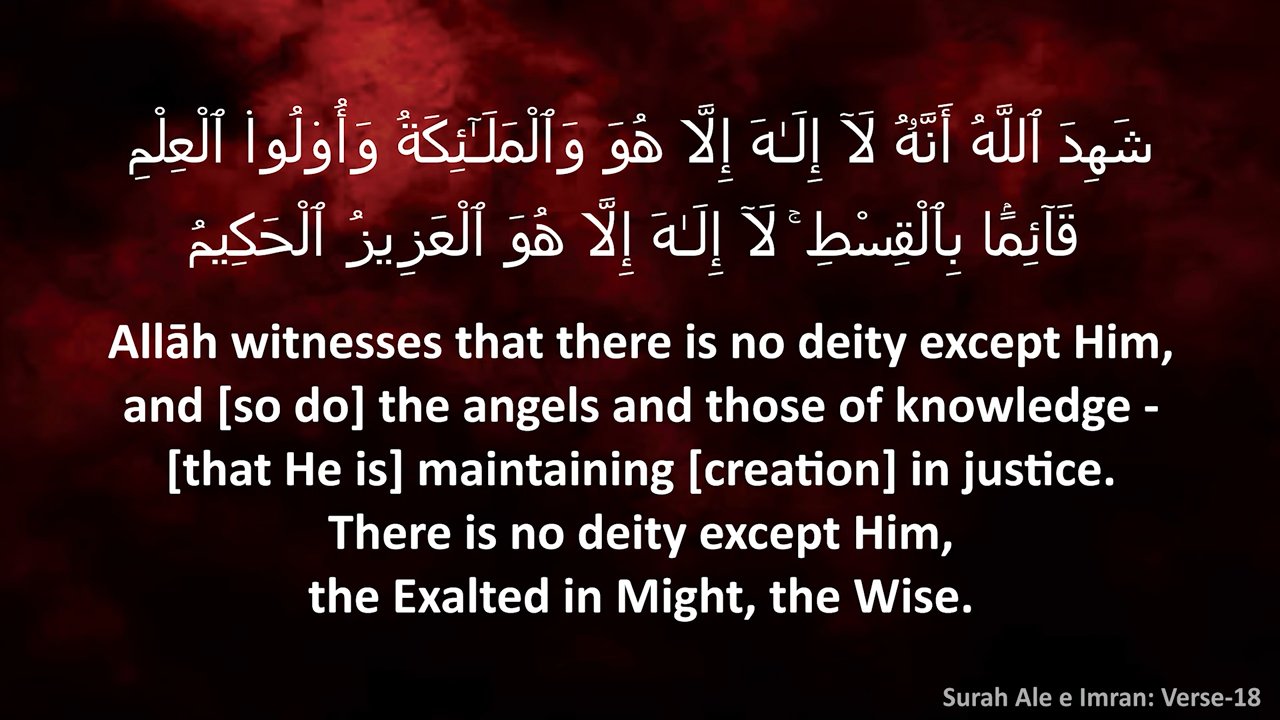 شَهِدَ ٱللَّهُ أَنَّهُۥ لَآ إِلَـٰهَ إِلَّا هُوَ وَٱلْمَلَـٰٓئِكَةُ وَأُو۟لُوا۟ ٱلْعِلْمِ
قَآئِمًۢا بِٱلْقِسْطِ ۚ لَآ إِلَـٰهَ إِلَّا هُوَ ٱلْعَزِيزُ ٱلْحَكِيمُ
Allāh witnesses that there is no deity except Him,
and [so do] the angels and those of knowledge -
[that He is] maintaining [creation] in justice.
There is no deity except Him,
the Exalted in Might, the Wise.
Surah Ale e Imran: Verse-18